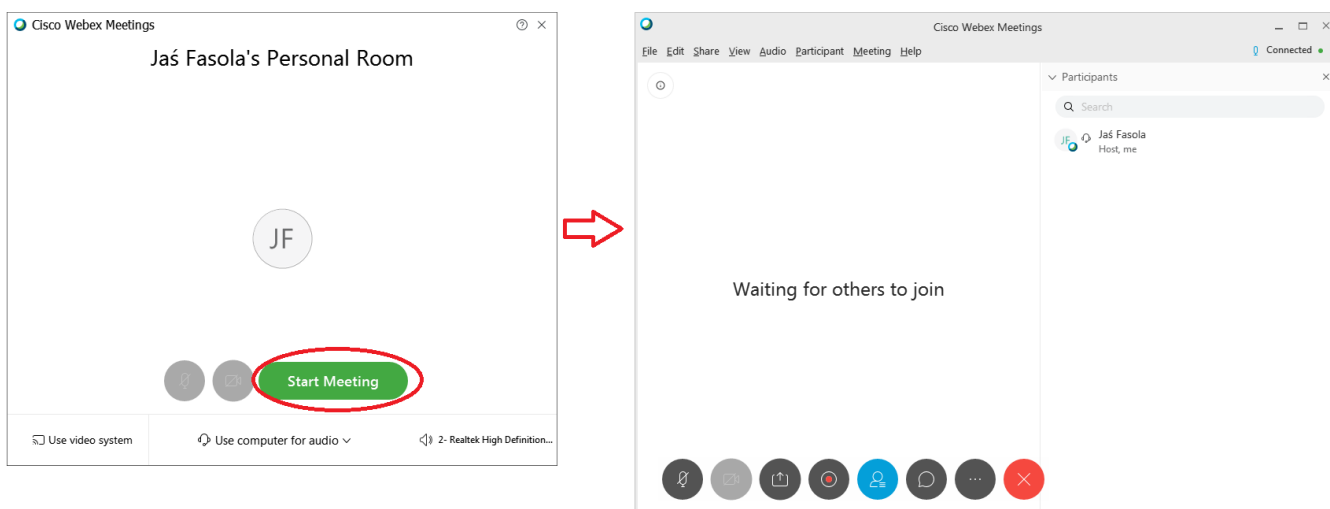 Cisco Webex Meetings
Jaś Fasola's Personal Room
JF
Start Meeting
Use video system
Use computer for audio
2- Realtek High Definition...
Cisco Webex Meetings
File Edit Share View Audio Participant Meeting Help
Connected
Participants
Search
JF
Jaś Fasola
Host, me
Waiting for others to join